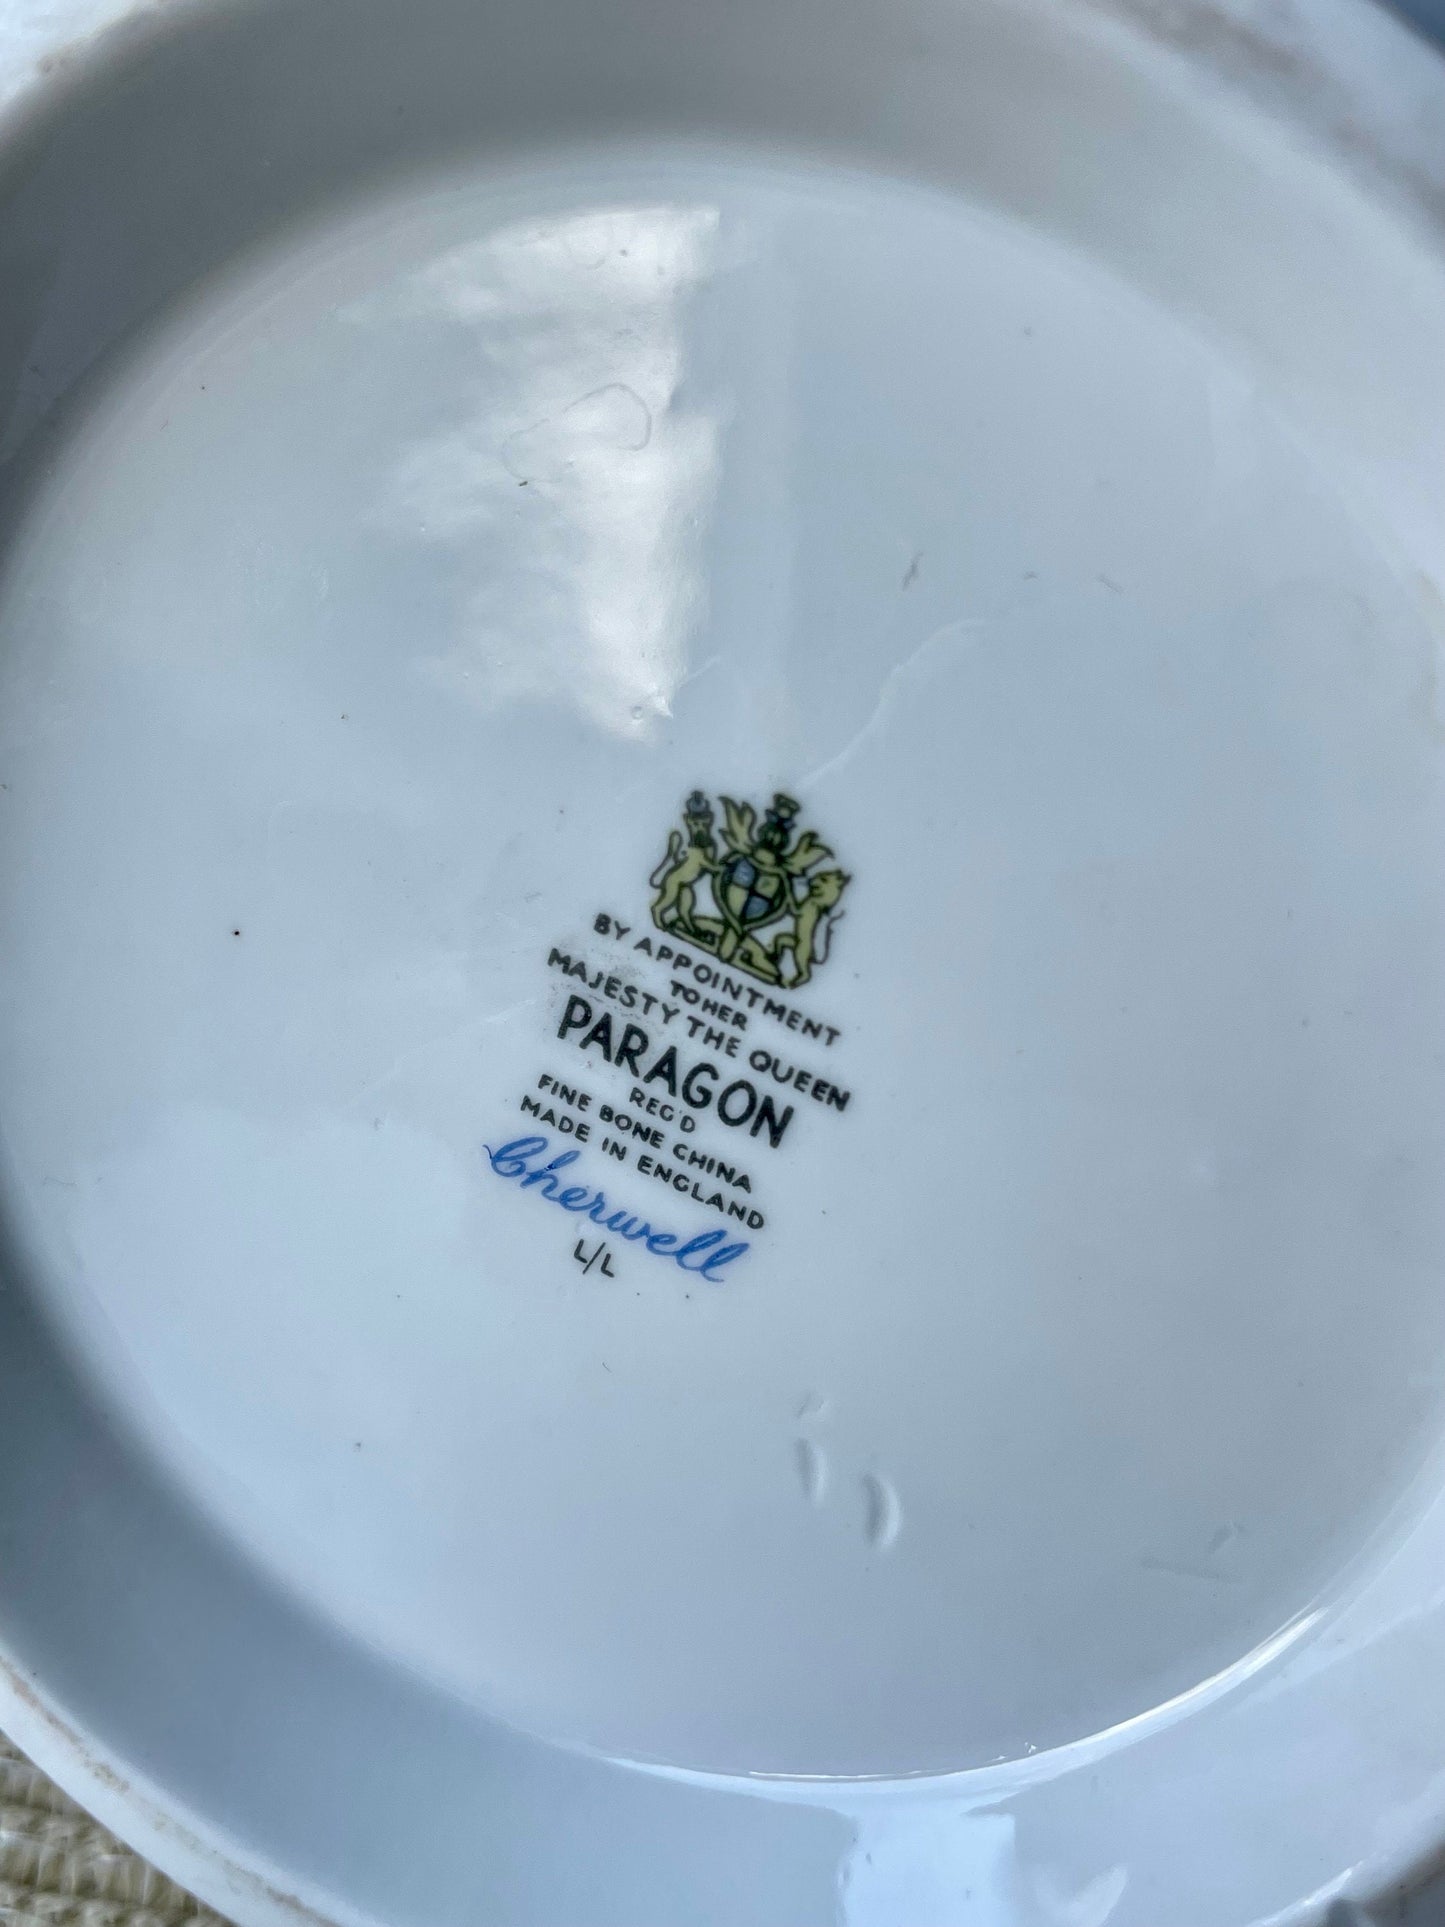 BY APPOINTMENT
TO HER
MAJESTY THE QUEEN
PARAGON
REG'D
FINE BONE CHINA
MADE IN ENGLAND
Cherwell
L/L